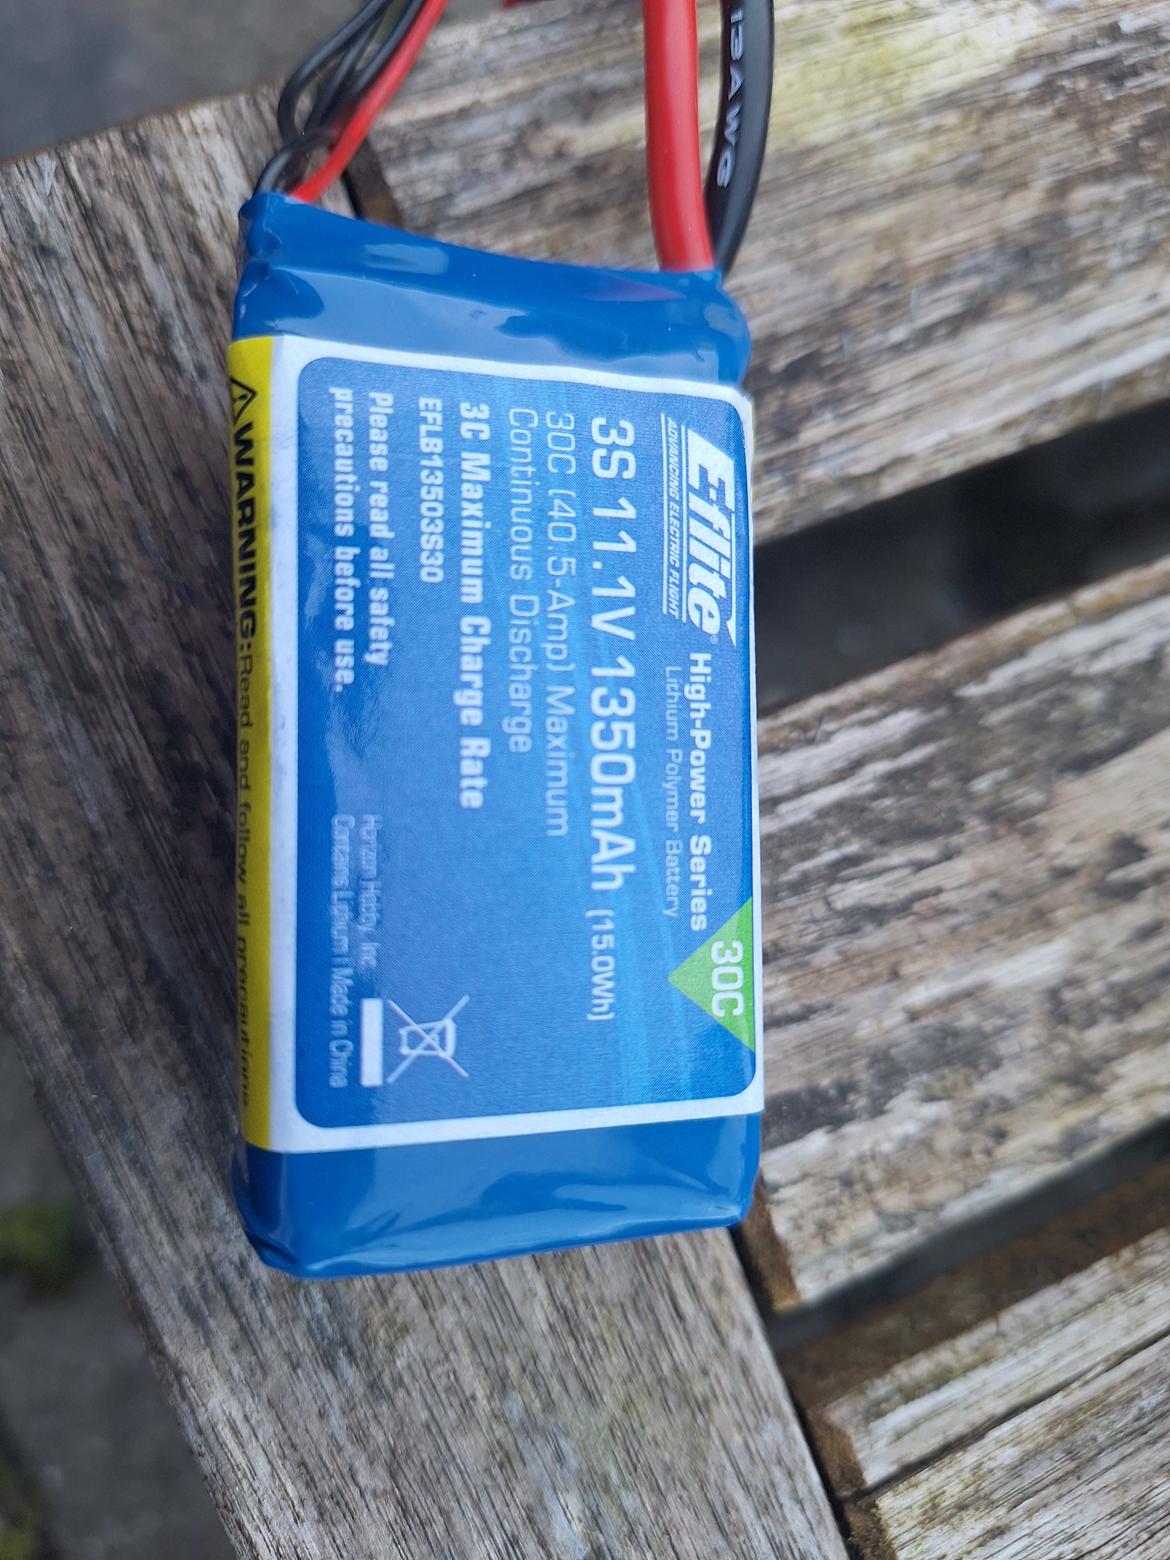 13AWG
E-flite
ADVANCING ELECTRIC FLIGHT
High-Power Series
Lithium Polymer Battery
30C
3S 11.1V 1350mAh (15.0Wh)
30C (40.5-Amp) Maximum
Continuous Discharge
3C Maximum Charge Rate
EFLB13503S30
Please read all safety
precautions before use.
Horizon Hobby, Inc
Contains Lithium | Made in China
WARNING: Read and follow all precautions